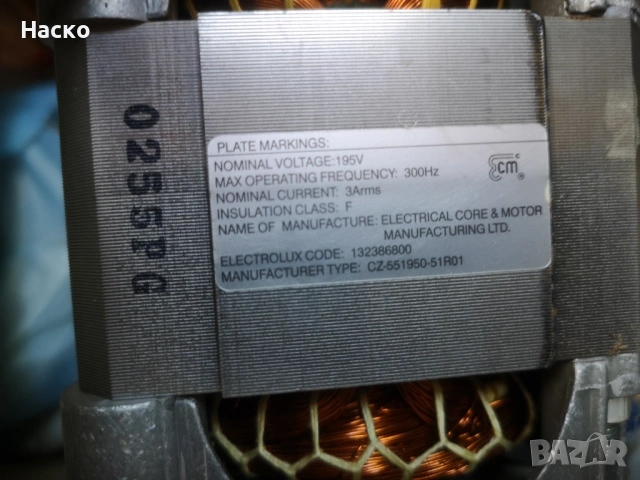 Наско
0255PG
PLATE MARKINGS:
NOMINAL VOLTAGE:195V
MAX OPERATING FREQUENCY: 300Hz
NOMINAL CURRENT: 3Arms
INSULATION CLASS: F
NAME OF MANUFACTURE: ELECTRICAL CORE & MOTOR
MANUFACTURING LTD.
ELECTROLUX CODE: 132386800
MANUFACTURER TYPE: CZ-551950-51R01
ecm
BAZAR